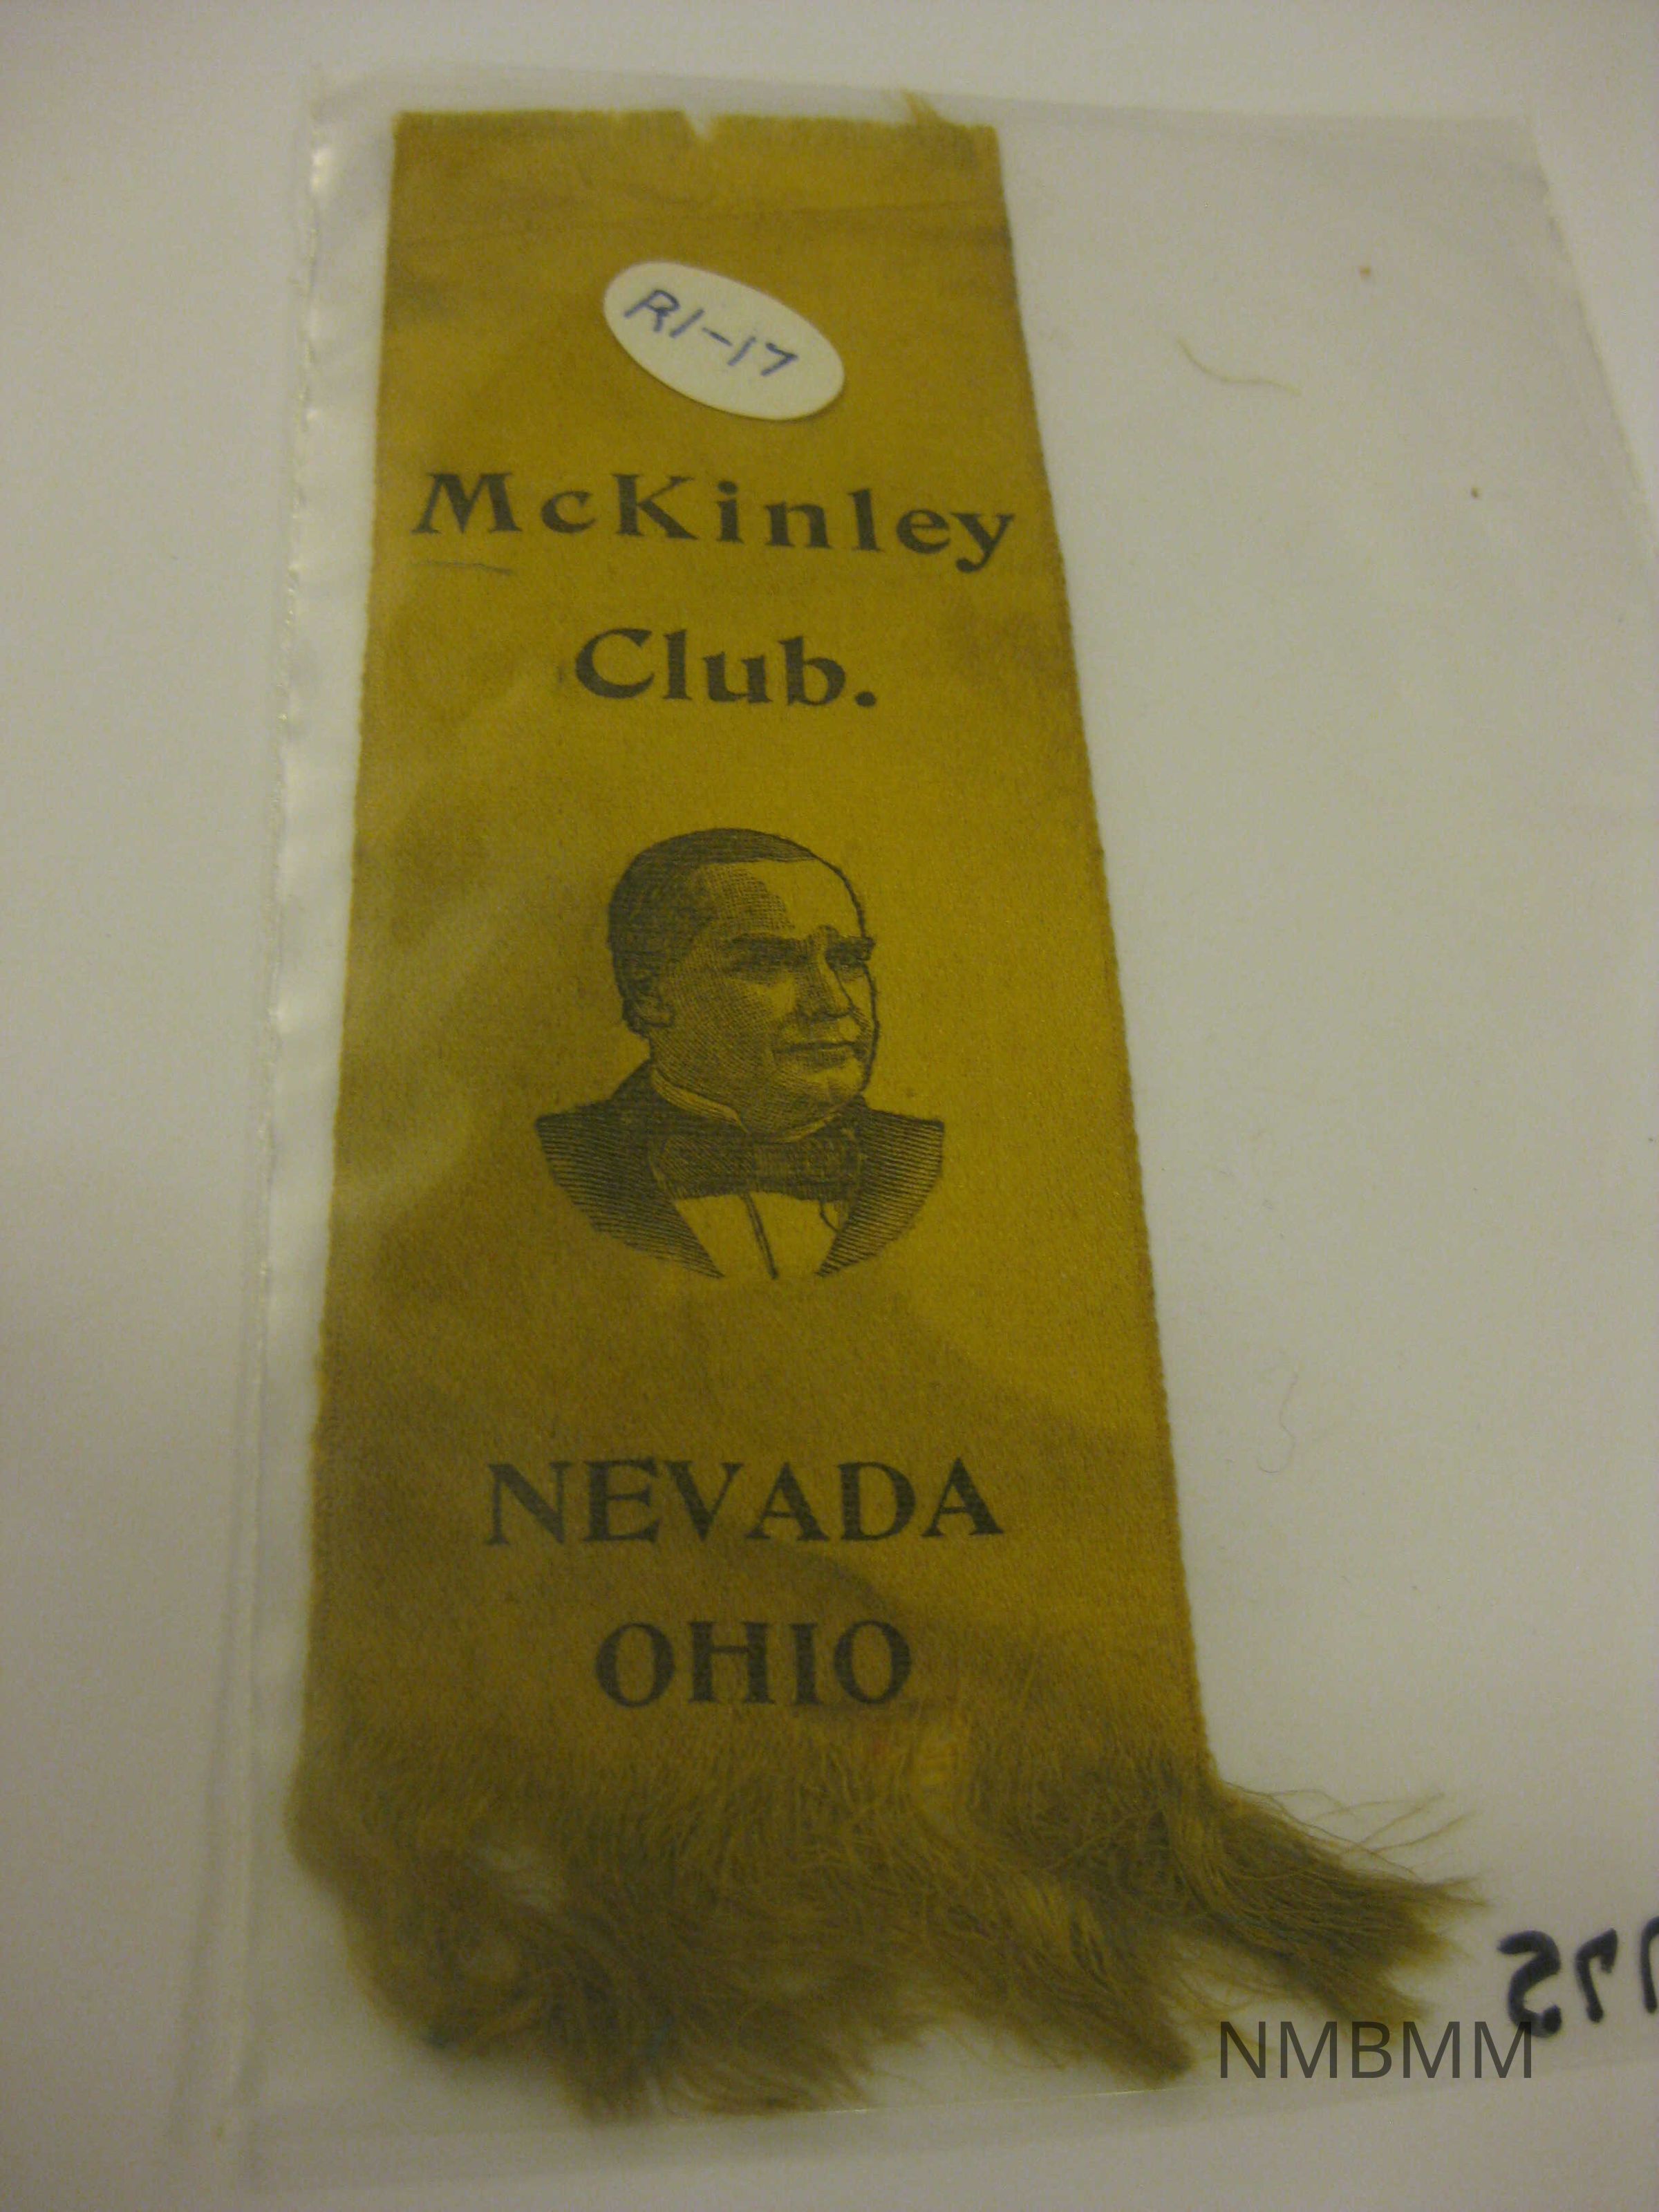 R1-17
McKinley
Club.
NEVADA
OHIO
NMBMM